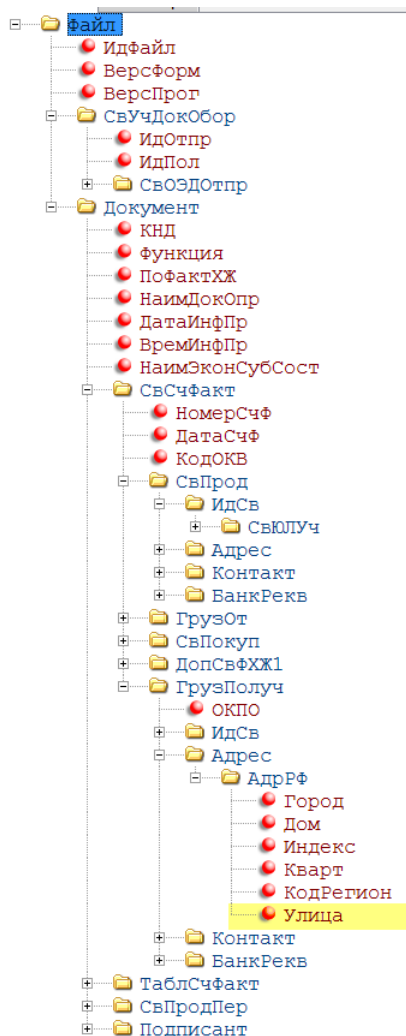 Файл
ИдФайл
ВерсФорм
ВерсПрог
СвУчДокОбор
ИдОтпр
ИдПол
СвОЭДОтпр
Документ
КНД
Функция
ПоФактХЖ
НаимДокОпр
ДатаИнфПр
ВремИнфПр
НаимЭконСубСост
СвСчФакт
НомерСчФ
ДатаСчФ
КодОКВ
СвПрод
ИдСв
СвЮЛУч
Адрес
Контакт
БанкРекв
ГрузОт
СвПокуп
ДопСвФХЖ1
ГрузПолуч
ОКПО
ИдСв
Адрес
АдрРФ
Город
Дом
Индекс
Кварт
КодРегион
Улица
Контакт
БанкРекв
ТаблСчФакт
СвПродПер
Подписант